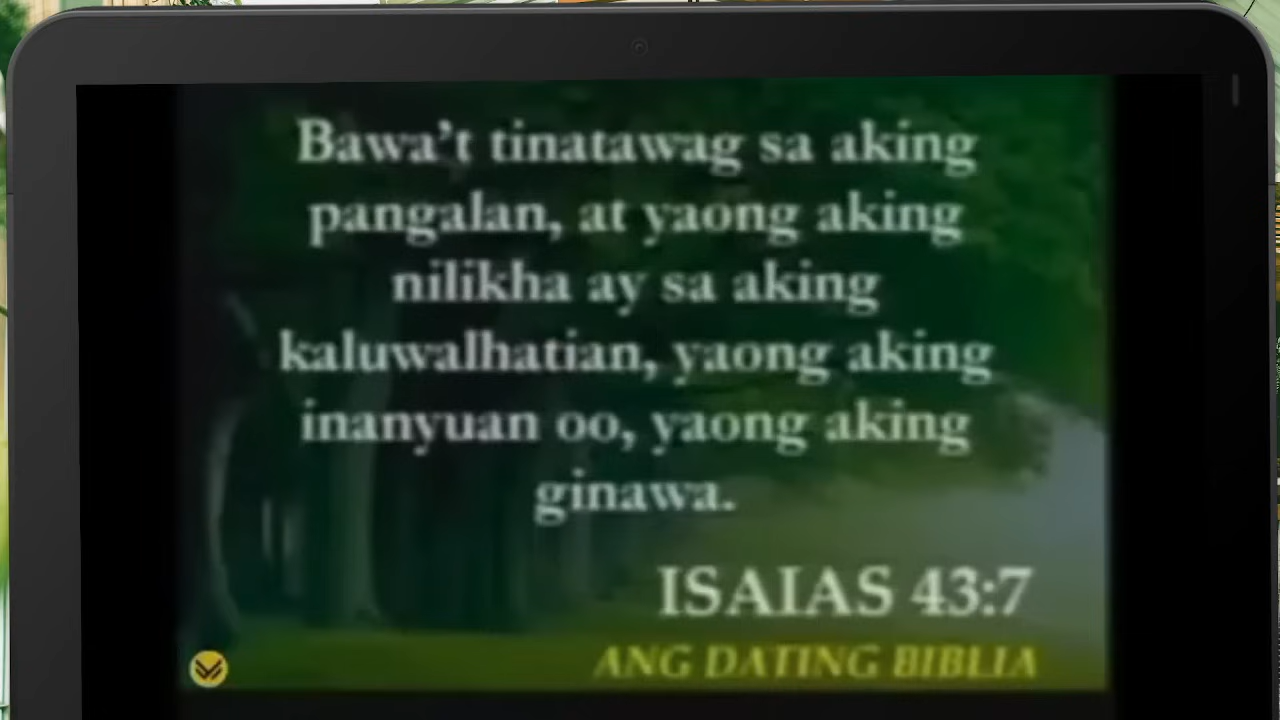 Bawa’t tinatawag sa aking
pangalan, at yaong aking
nilikha ay sa aking
kaluwalhatian, yaong aking
inanyuan oo, yaong aking
ginawa.
ISAIAS 43:7
ANG DATING BIBLIA